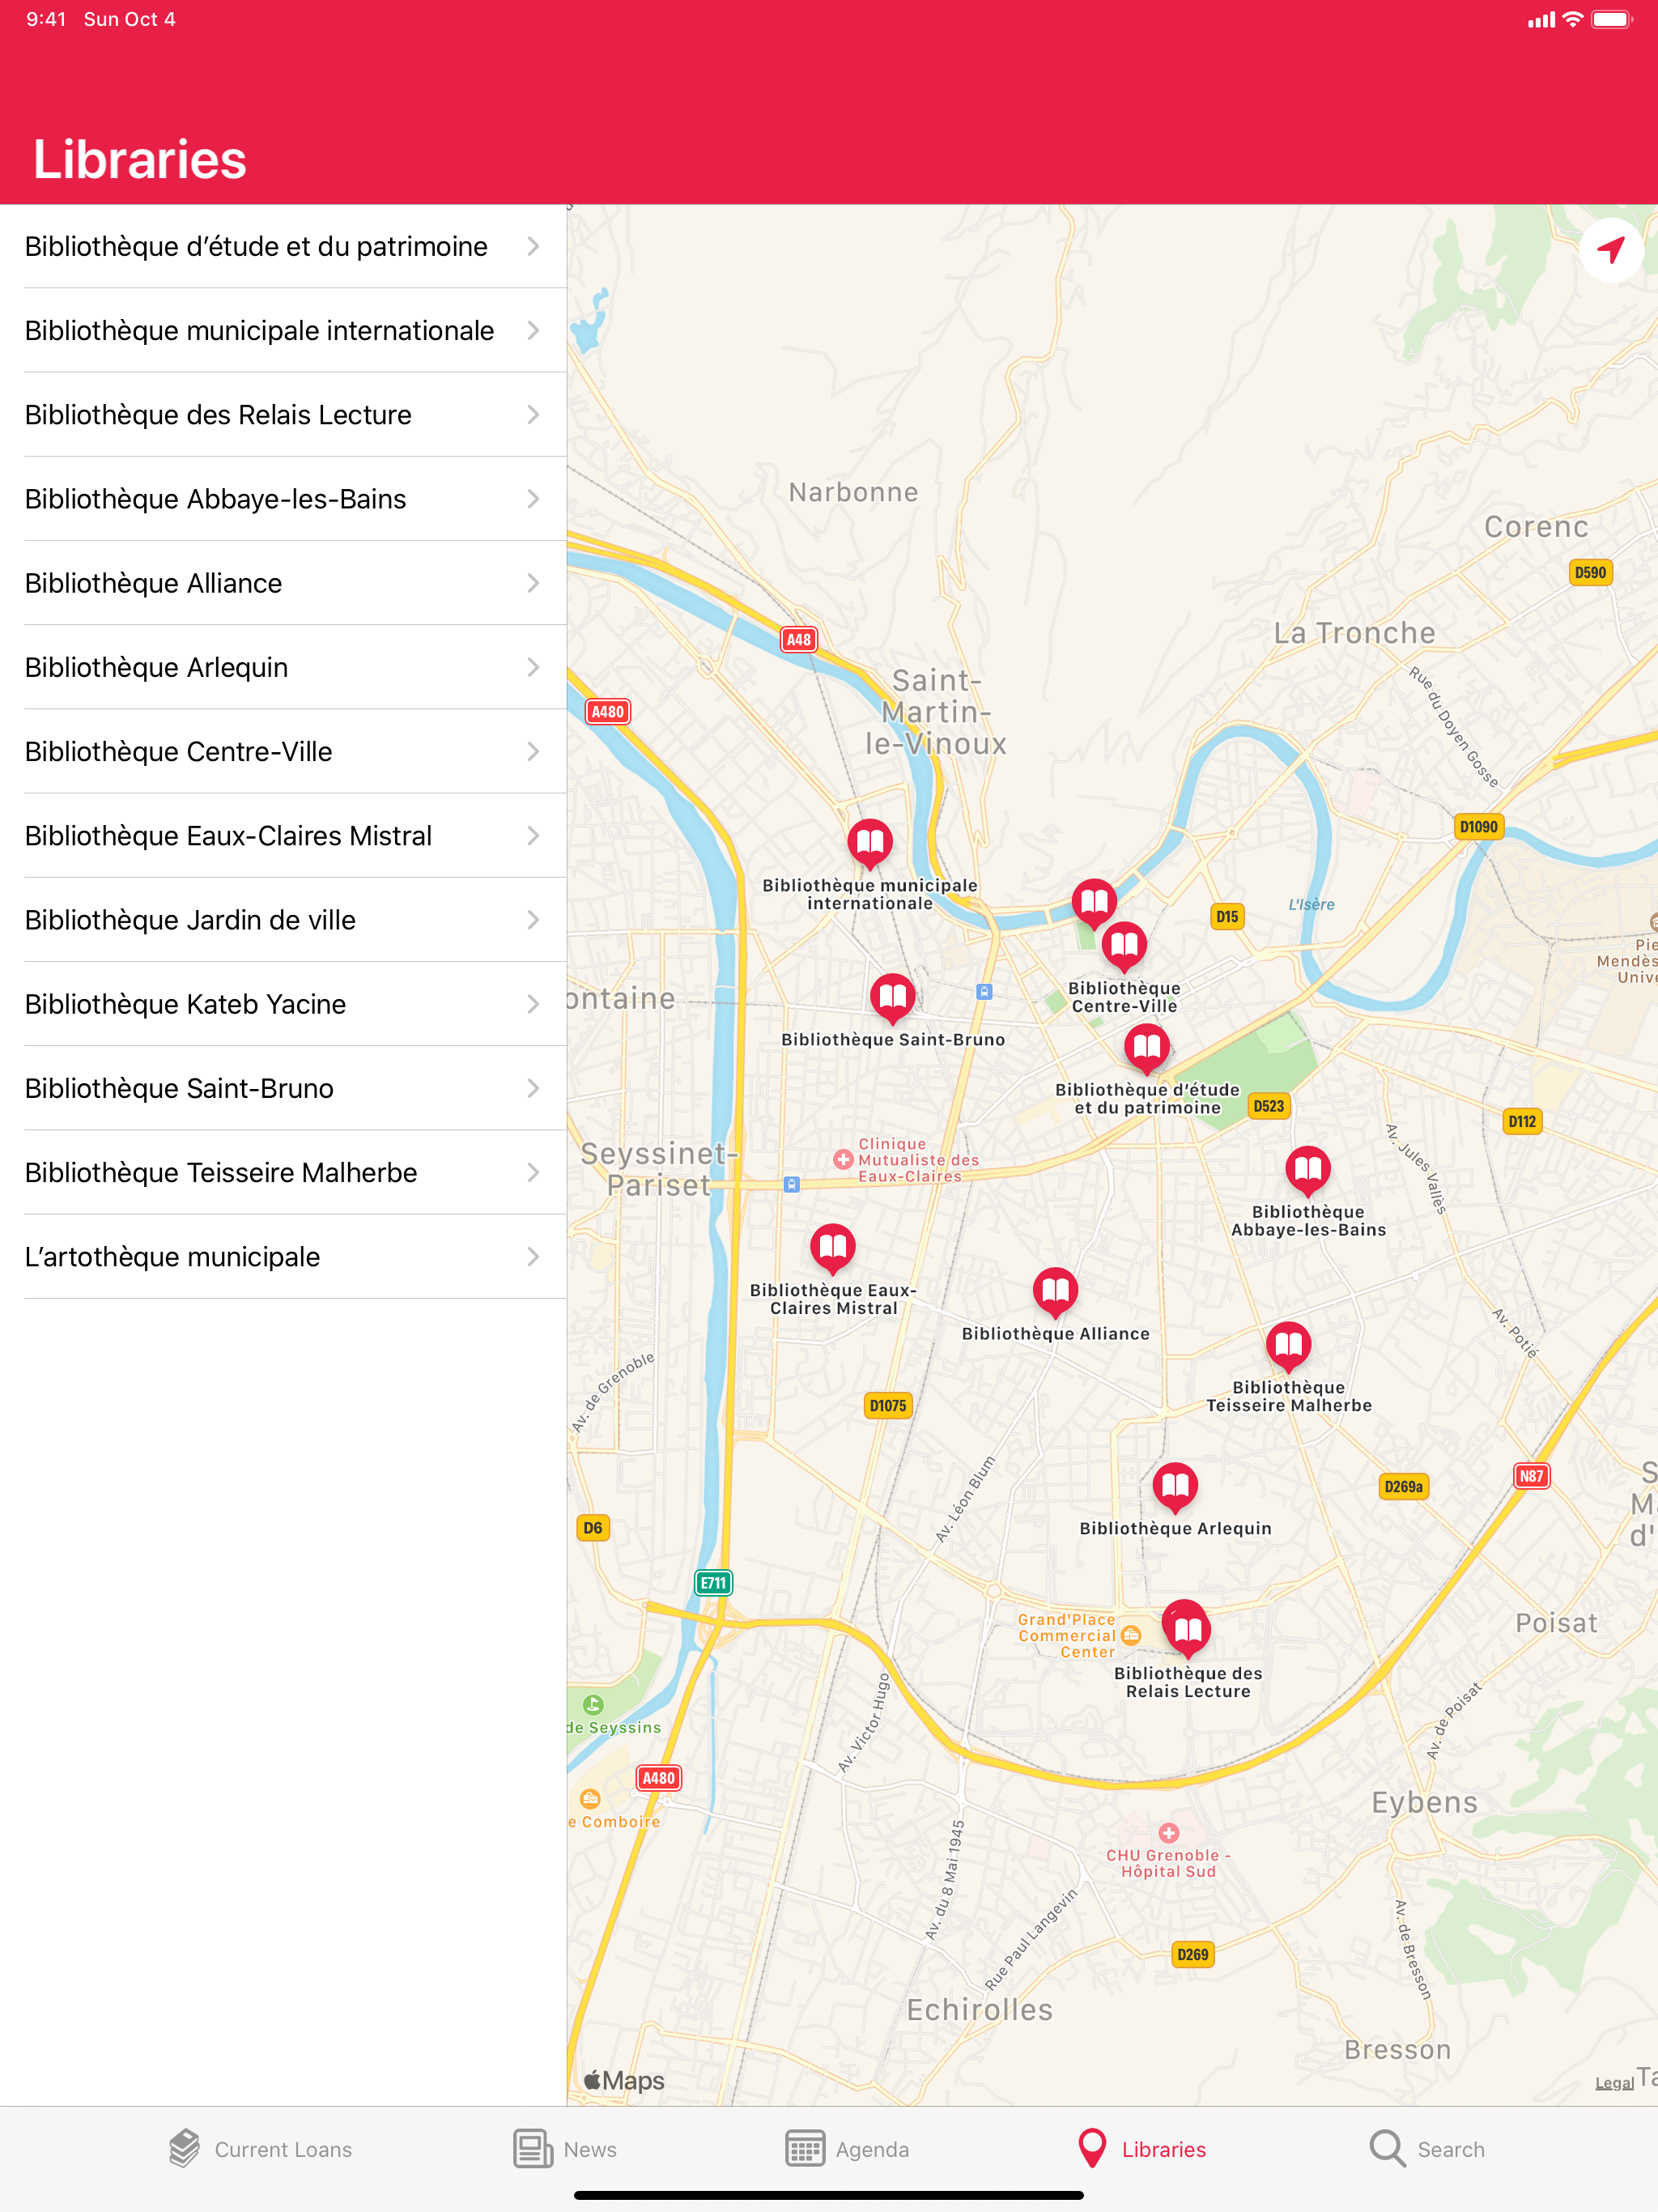 9:41 Sun Oct 4
Libraries
Bibliothèque d’étude et du patrimoine
Bibliothèque municipale internationale
Bibliothèque des Relais Lecture
Bibliothèque Abbaye-les-Bains
Bibliothèque Alliance
Bibliothèque Arlequin
Bibliothèque Centre-Ville
Bibliothèque Eaux-Claires Mistral
Bibliothèque Jardin de ville
Bibliothèque Kateb Yacine
Bibliothèque Saint-Bruno
Bibliothèque Teisseire Malherbe
L’artothèque municipale
Narbonne
Corenc
D590
La Tronche
A48
Saint-
Martin-
le-Vinoux
A480
Rue du Doyen Gosse
D1090
Bibliothèque municipale
internationale
L'Isère
D15
Pie
Mendès
Unive
ontaine
Bibliothèque
Centre-Ville
Bibliothèque Saint-Bruno
Bibliothèque d’étude
et du patrimoine
D523
D112
Av. Jules Vallès
Seyssinet-
Pariset
Clinique
Mutualiste des
Eaux-Claires
Bibliothèque
Abbaye-les-Bains
Bibliothèque Eaux-
Claires Mistral
Bibliothèque Alliance
Av. Potié
Bibliothèque
Teisseire Malherbe
Av. de Grenoble
D1075
Av. Léon Blum
N87
D269a
S
M
d'
Bibliothèque Arlequin
D6
E711
Grand'Place
Commercial
Center
Poisat
Bibliothèque des
Relais Lecture
de Seyssins
Av. Victor Hugo
Av. de Poisat
A480
e Comboire
Eybens
CHU Grenoble -
Hôpital Sud
Av. du 8 Mai 1945
Rue Paul Langevin
Av. de Bresson
D269
Echirolles
Bresson
Maps
Legal
Ta
Current Loans
News
Agenda
Libraries
Search